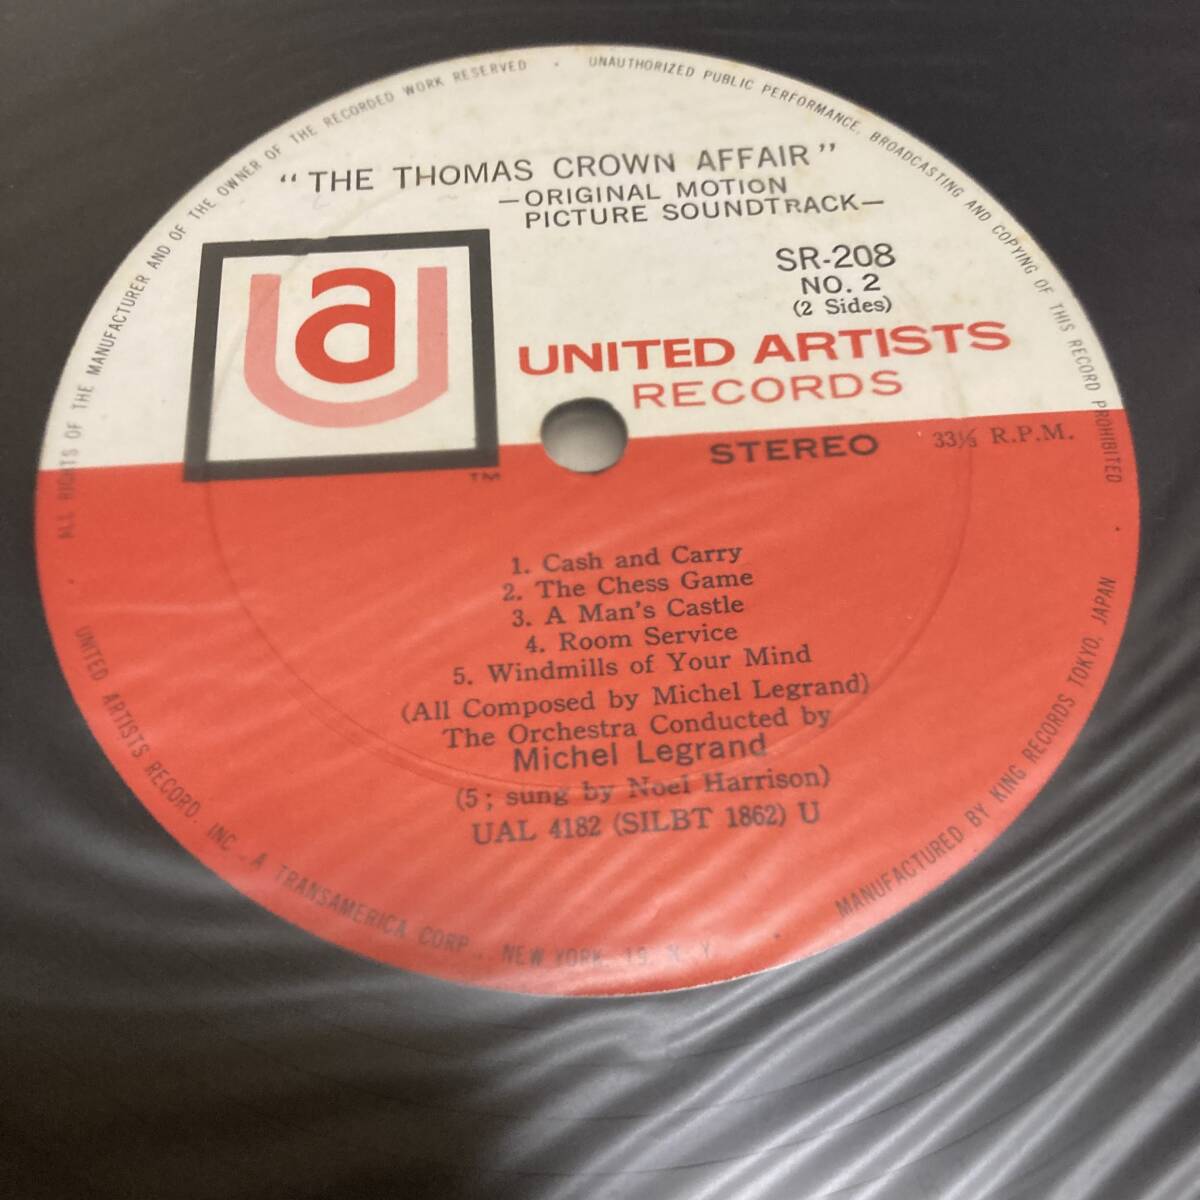 ALL RIGHTS OF THE MANUFACTURER AND OF THE OWNER OF THE RECORDED WORK RESERVED · UNAUTHORIZED PUBLIC PERFORMANCE, BROADCASTING AND COPYING OF THIS RECORD PROHIBITED
"THE THOMAS CROWN AFFAIR"
—ORIGINAL MOTION
PICTURE SOUNDTRACK—
ua
TM
SR-208
NO. 2
(2 Sides)
UNITED ARTISTS
RECORDS
STEREO
33⅓ R.P.M.
1. Cash and Carry
2. The Chess Game
3. A Man's Castle
4. Room Service
5. Windmills of Your Mind
(All Composed by Michel Legrand)
The Orchestra Conducted by
Michel Legrand
(5 ; sung by Noel Harrison)
UAL 4182 (SILBT 1862) U
UNITED ARTISTS RECORD, INC., A TRANSAMERICA CORP., NEW YORK, 19,
MANUFACTURED BY KING RECORDS TOKYO, JAPAN